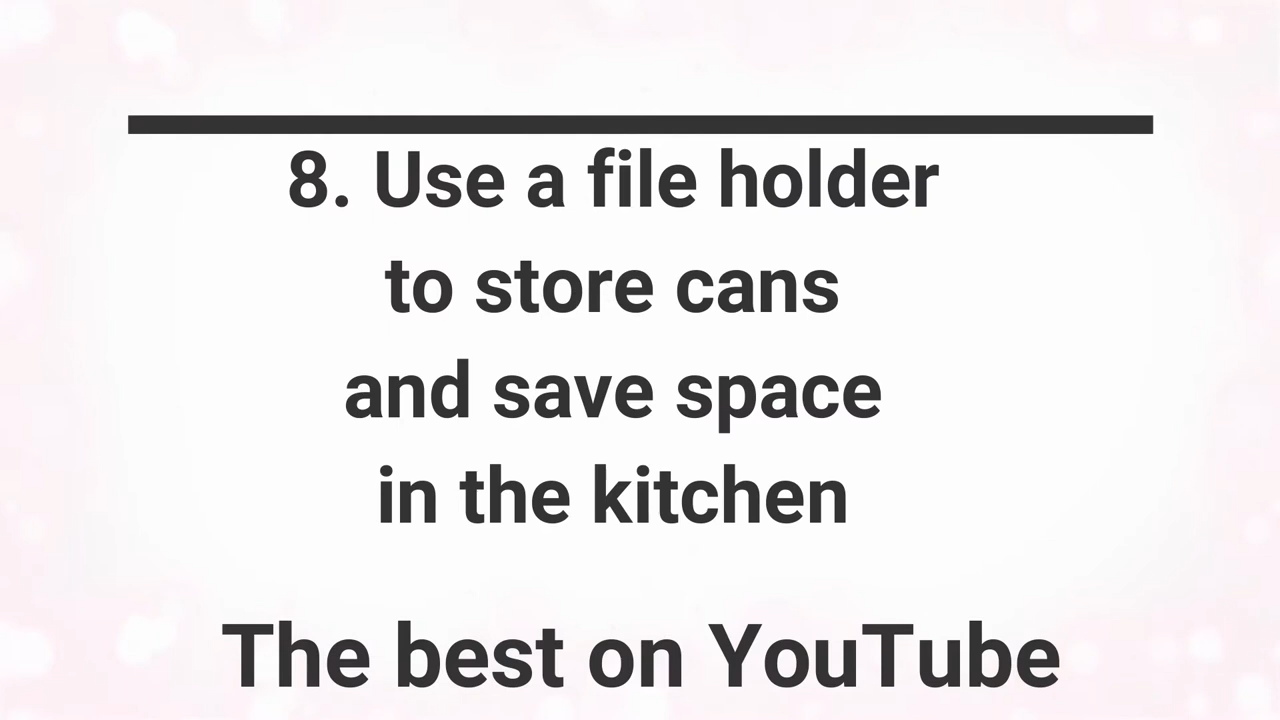 8. Use a file holder
to store cans
and save space
in the kitchen
The best on YouTube